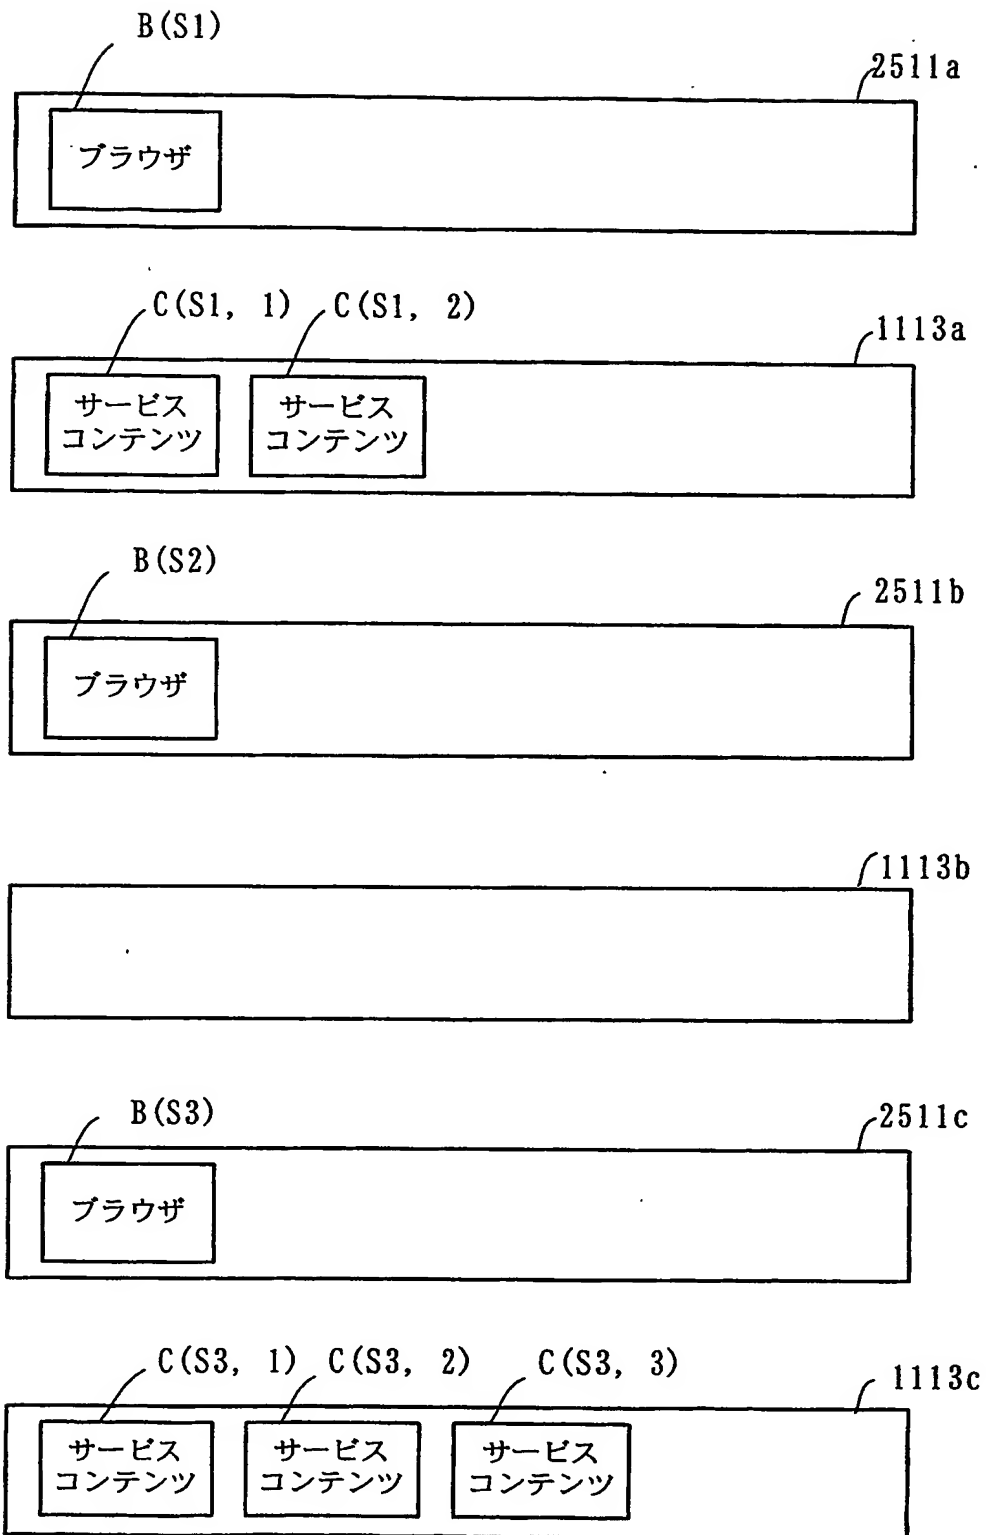 B(S1)
2511a
ブラウザ
C(S1, 1) C(S1, 2)
1113a
サービス
コンテンツ
サービス
コンテンツ
B(S2)
2511b
ブラウザ
1113b
B(S3)
2511c
ブラウザ
C(S3, 1) C(S3, 2) C(S3, 3)
1113c
サービス
コンテンツ
サービス
コンテンツ
サービス
コンテンツ